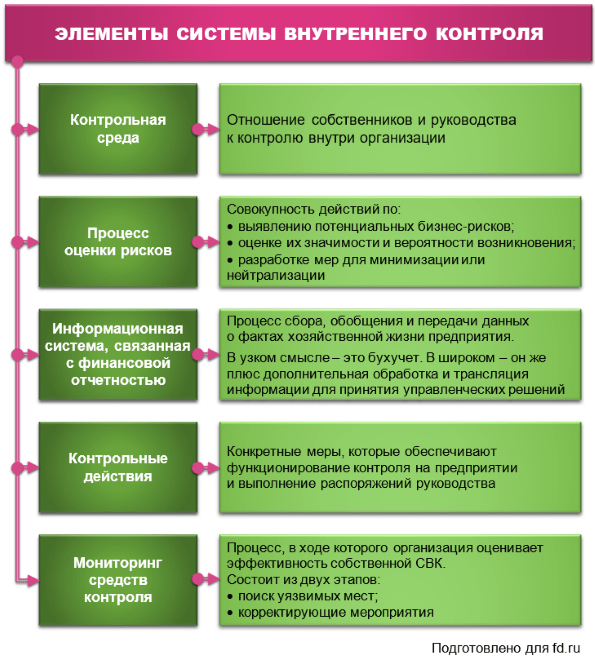 ЭЛЕМЕНТЫ СИСТЕМЫ ВНУТРЕННЕГО КОНТРОЛЯ
Контрольная
среда
Отношение собственников и руководства
к контролю внутри организации
Процесс
оценки рисков
Совокупность действий по:
• выявлению потенциальных бизнес-рисков;
• оценке их значимости и вероятности возникновения;
• разработке мер для минимизации или
нейтрализации
Информационная
система, связанная
с финансовой
отчетностью
Процесс сбора, обобщения и передачи данных
о фактах хозяйственной жизни предприятия.
В узком смысле – это бухучет. В широком – он же
плюс дополнительная обработка и трансляция
информации для принятия управленческих решений
Контрольные
действия
Конкретные меры, которые обеспечивают
функционирование контроля на предприятии
и выполнение распоряжений руководства
Мониторинг
средств
контроля
Процесс, в ходе которого организация оценивает
эффективность собственной СВК.
Состоит из двух этапов:
• поиск уязвимых мест;
• корректирующие мероприятия
Подготовлено для fd.ru